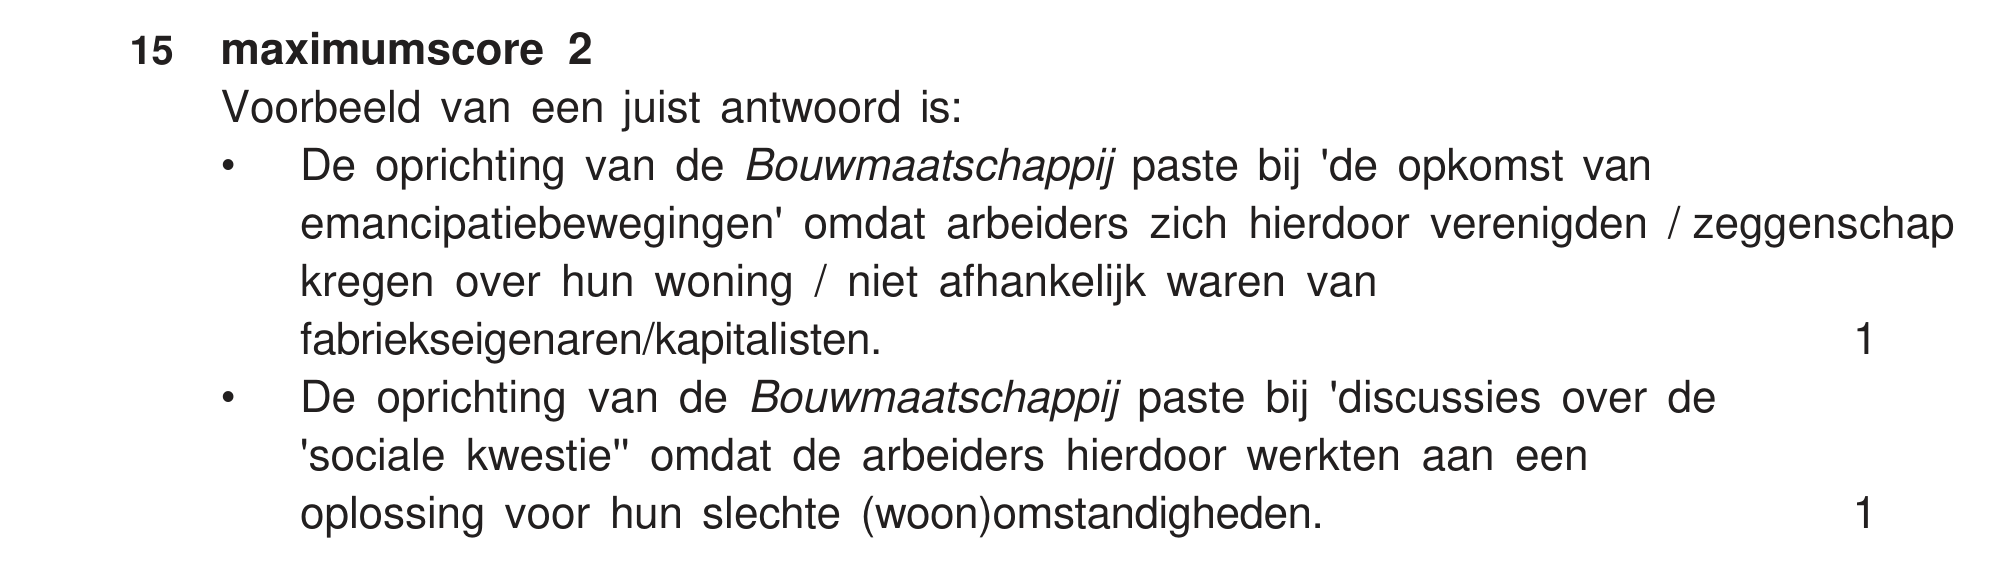 15 maximumscore 2
Voorbeeld van een juist antwoord is:
• De oprichting van de Bouwmaatschappij paste bij 'de opkomst van
emancipatiebewegingen' omdat arbeiders zich hierdoor verenigden / zeggenschap
kregen over hun woning / niet afhankelijk waren van
fabriekseigenaren/kapitalisten. 1
• De oprichting van de Bouwmaatschappij paste bij 'discussies over de
'sociale kwestie'' omdat de arbeiders hierdoor werkten aan een
oplossing voor hun slechte (woon)omstandigheden. 1